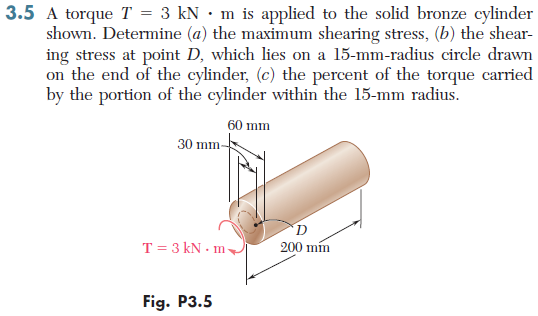 3.5 A torque T = 3 kN · m is applied to the solid bronze cylinder
shown. Determine (a) the maximum shearing stress, (b) the shear-
ing stress at point D, which lies on a 15-mm-radius circle drawn
on the end of the cylinder, (c) the percent of the torque carried
by the portion of the cylinder within the 15-mm radius.
60 mm
30 mm
D
T = 3 kN · m
200 mm
Fig. P3.5